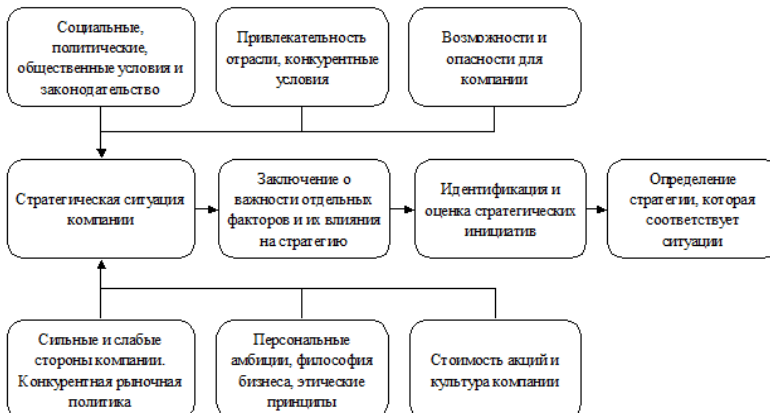 Социальные,
политические,
общественные условия и
законодательство
Привлекательность
отрасли, конкурентные
условия
Возможности и
опасности для
компании
Стратегическая ситуация
компании
Заключение о
важности отдельных
факторов и их влияния
на стратегию
Идентификация и
оценка стратегических
инициатив
Определение
стратегии, которая
соответствует
ситуации
Сильные и слабые
стороны компании.
Конкурентная рыночная
политика
Персональные
амбиции, философия
бизнеса, этические
принципы
Стоимость акций и
культура компании